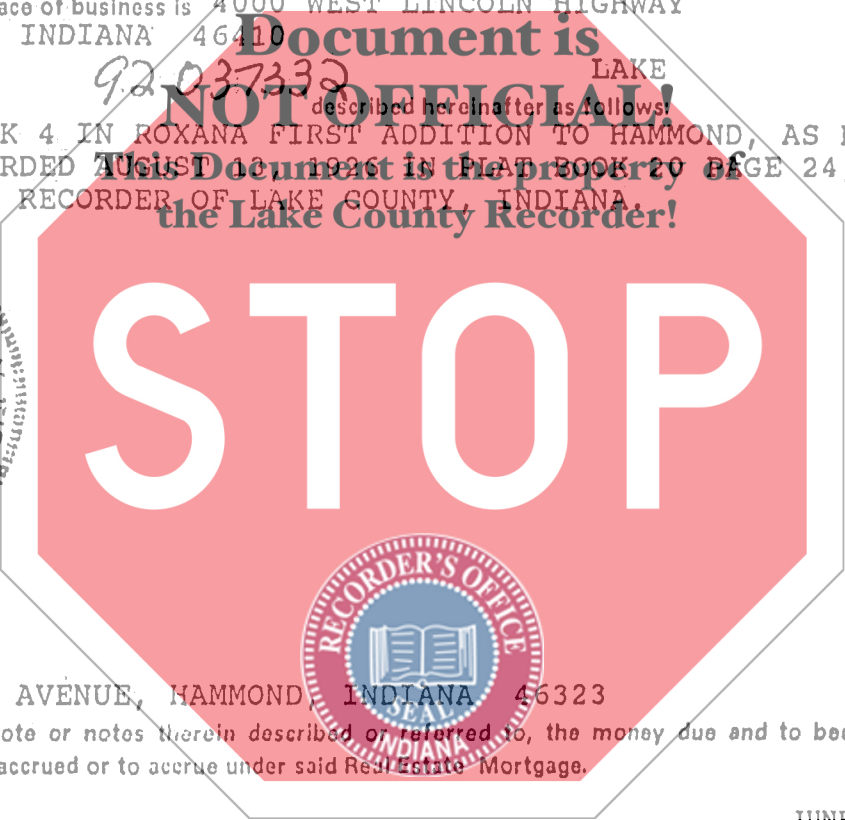 ace of business is 4000 WEST LINCOLN HIGHWAY
INDIANA 46410
Document is
92 037332
LAKE
NOT OFFICIAL!
described hereinafter as follows:
K 4 IN ROXANA FIRST ADDITION TO HAMMOND, AS
RDED AUGUST 12, 1926 IN PLAT BOOK 20 PAGE 24,
This Document is the property of
RECORDER OF LAKE COUNTY, INDIANA.
the Lake County Recorder!
STOP
RECORDER'S OFFICE
SEAL
INDIANA
AVENUE, HAMMOND, INDIANA 46323
ote or notes therein described or referred to, the money due and to bec
accrued or to accrue under said Real Estate Mortgage.
JUNE